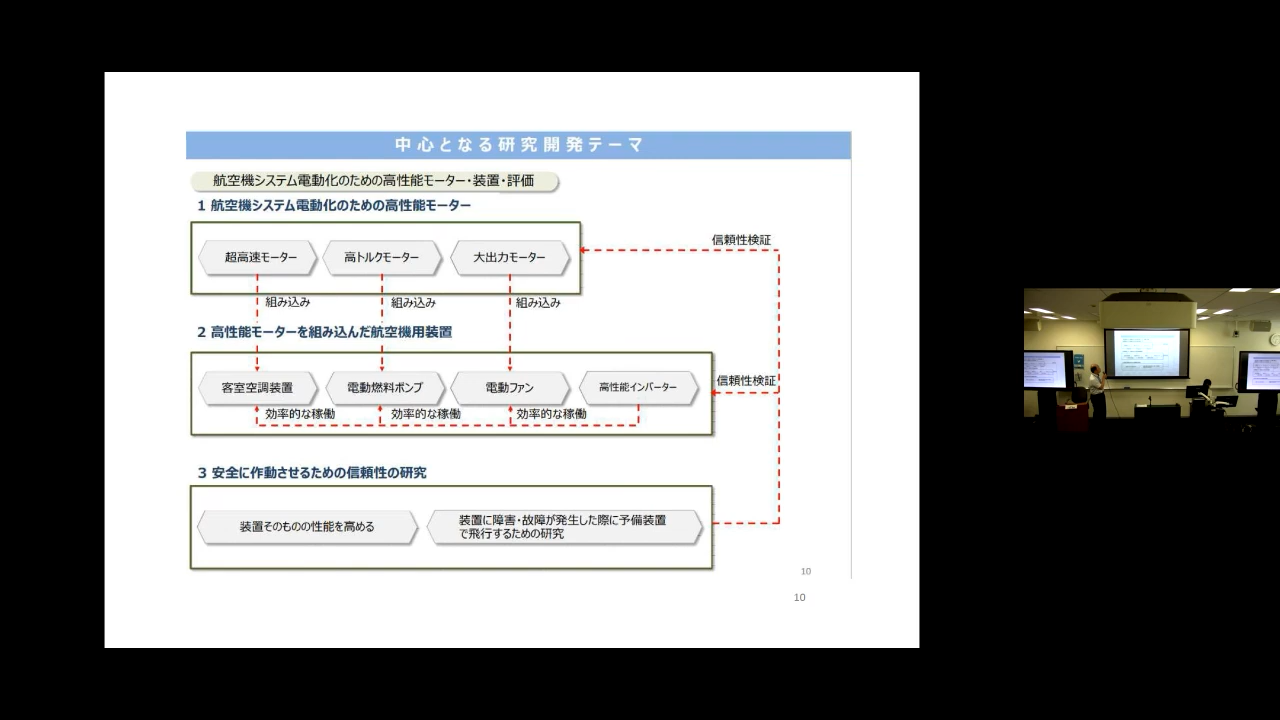 中心となる研究開発テーマ
航空機システム電動化のための高性能モーター・装置・評価
1 航空機システム電動化のための高性能モーター
超高速モーター
高トルクモーター
大出力モーター
信頼性検証
組み込み
組み込み
組み込み
2 高性能モーターを組み込んだ航空機用装置
客室空調装置
電動燃料ポンプ
電動ファン
高性能インバーター
信頼性検証
効率的な稼働
効率的な稼働
効率的な稼働
3 安全に作動させるための信頼性の研究
装置そのものの性能を高める
装置に障害・故障が発生した際に予備装置
で飛行するための研究
10
10